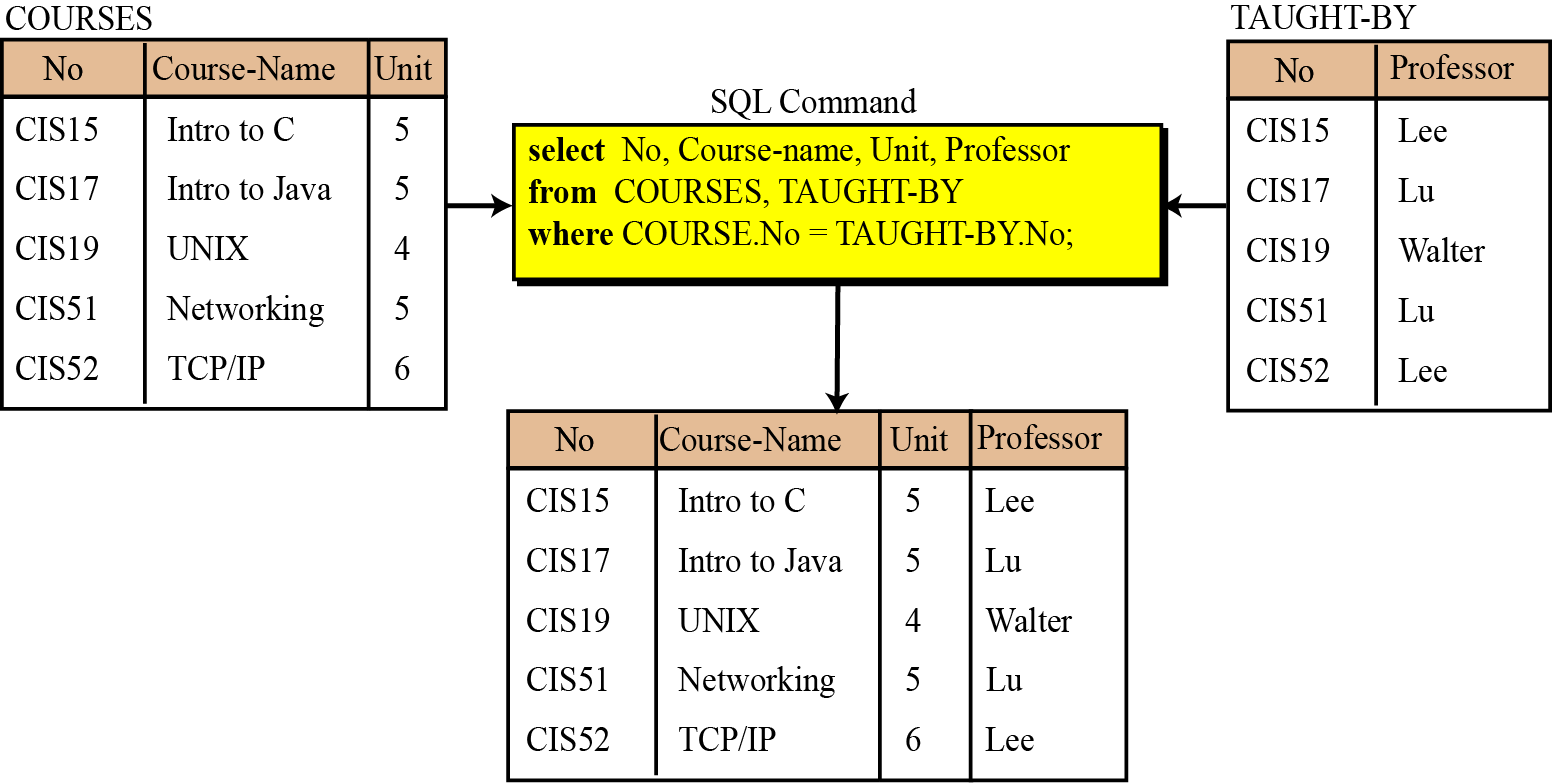 COURSES
No Course-Name Unit
CIS15 Intro to C 5
CIS17 Intro to Java 5
CIS19 UNIX 4
CIS51 Networking 5
CIS52 TCP/IP 6
SQL Command
select No, Course-name, Unit, Professor
from COURSES, TAUGHT-BY
where COURSE.No = TAUGHT-BY.No;
TAUGHT-BY
No Professor
CIS15 Lee
CIS17 Lu
CIS19 Walter
CIS51 Lu
CIS52 Lee
No Course-Name Unit Professor
CIS15 Intro to C 5 Lee
CIS17 Intro to Java 5 Lu
CIS19 UNIX 4 Walter
CIS51 Networking 5 Lu
CIS52 TCP/IP 6 Lee